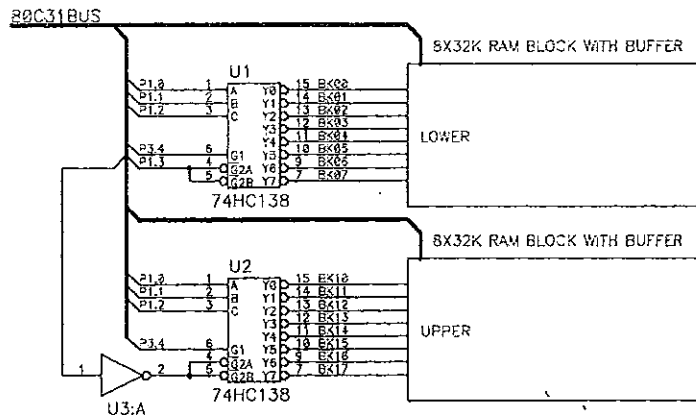 80C31BUS
8X32K RAM BLOCK WITH BUFFER
U1
P1.0 1 A Y0 15 BK00
P1.1 2 B Y1 14 BK01
P1.2 3 C Y2 13 BK02
Y3 12 BK03
Y4 11 BK04
P3.4 6 G1 Y5 10 BK05
P1.3 4 G2A Y6 9 BK06
5 G2B Y7 7 BK07
74HC138
LOWER
8X32K RAM BLOCK WITH BUFFER
U2
P1.0 1 A Y0 15 BK10
P1.1 2 B Y1 14 BK11
P1.2 3 C Y2 13 BK12
Y3 12 BK13
Y4 11 BK14
P3.4 6 G1 Y5 10 BK15
4 G2A Y6 9 BK16
5 G2B Y7 7 BK17
74HC138
UPPER
1 2
U3:A